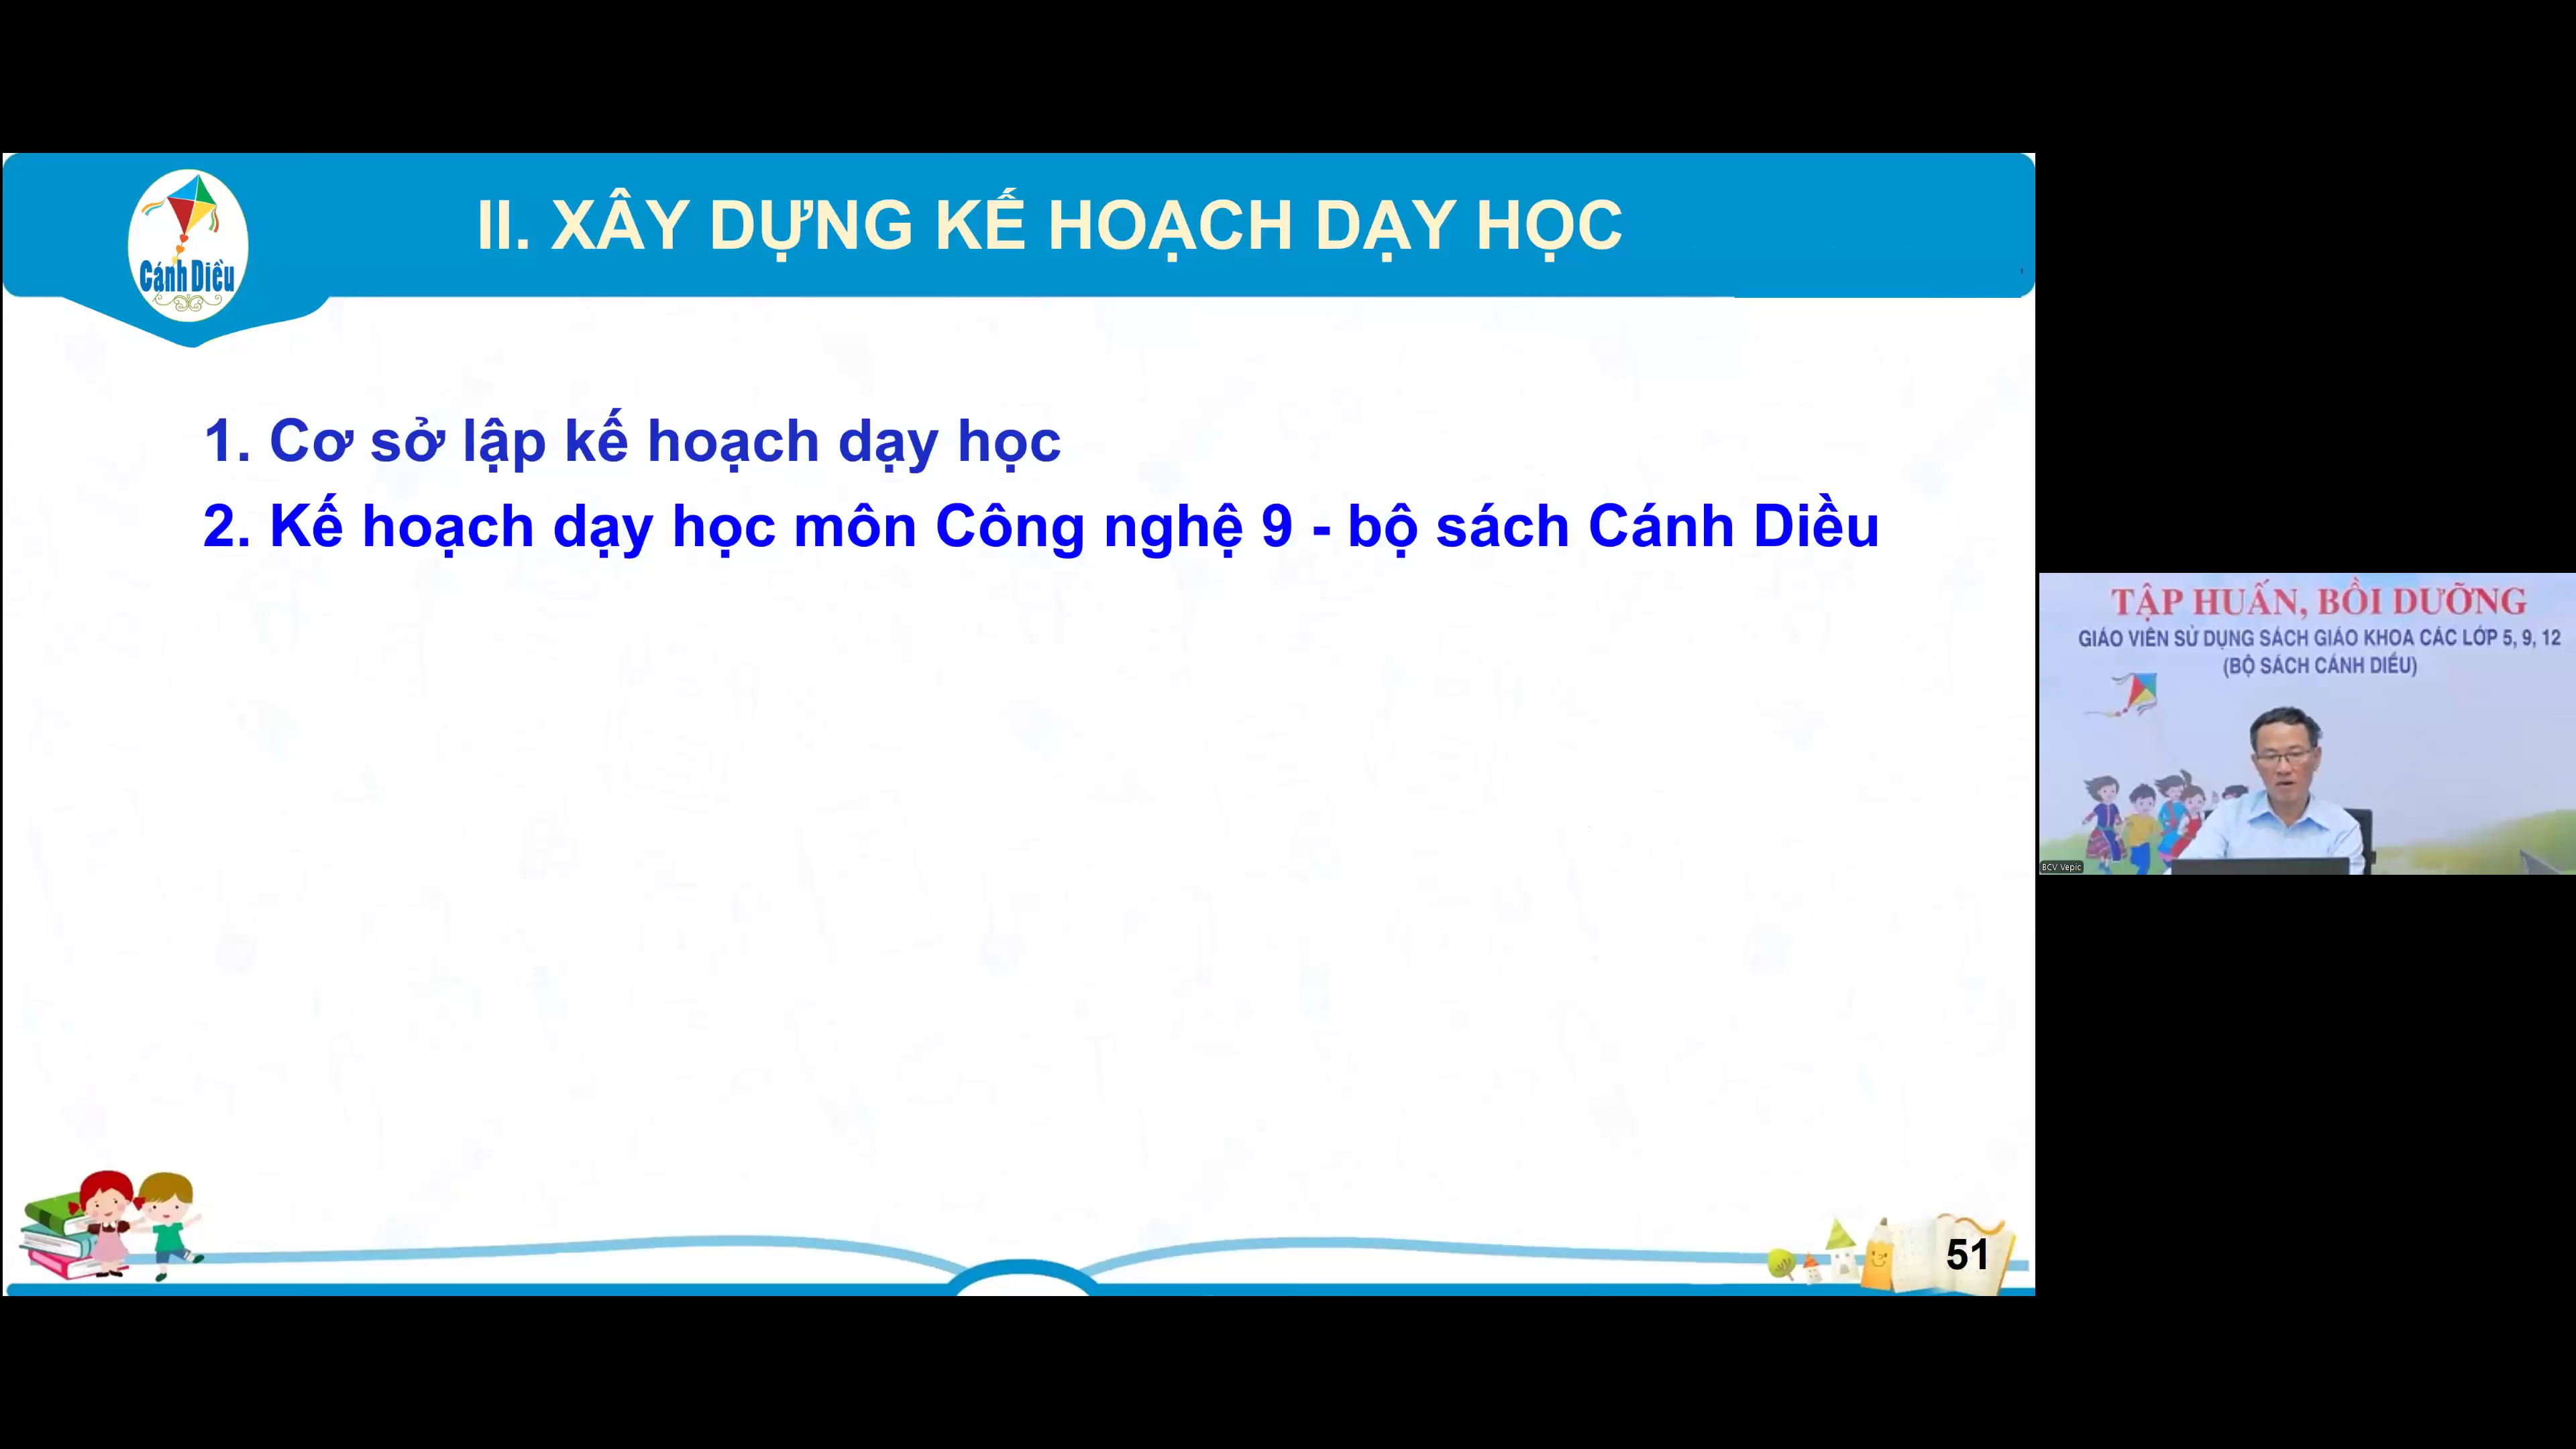 II. XÂY DỰNG KẾ HOẠCH DẠY HỌC
Cánh Diều
1. Cơ sở lập kế hoạch dạy học
2. Kế hoạch dạy học môn Công nghệ 9 - bộ sách Cánh Diều
51
TẬP HUẤN, BỒI DƯỠNG
GIÁO VIÊN SỬ DỤNG SÁCH GIÁO KHOA CÁC LỚP 5, 9, 12
(BỘ SÁCH CÁNH DIỀU)
BCV Vepic